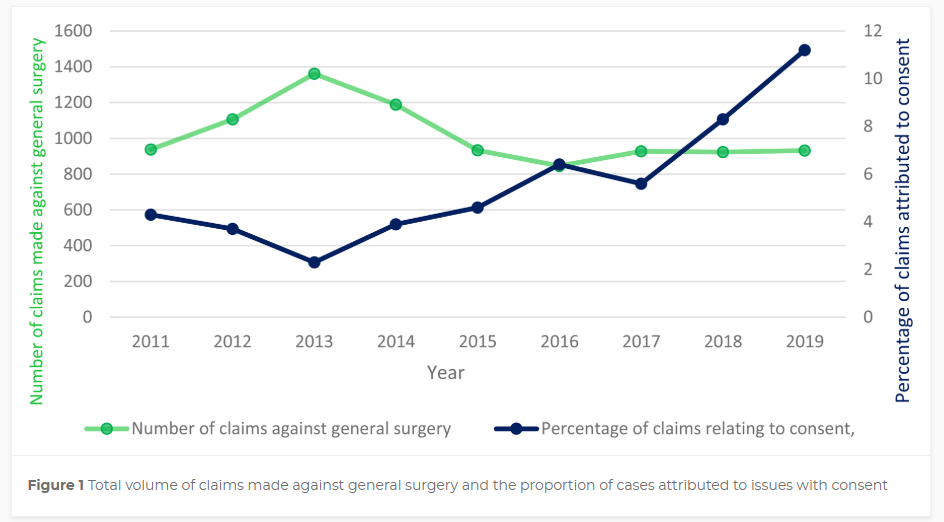 1600
1400
1200
1000
800
600
400
200
0
Number of claims made against general surgery
12
10
8
6
4
2
0
Percentage of claims attributed to consent
2011 2012 2013 2014 2015 2016 2017 2018 2019
Year
Number of claims against general surgery
Percentage of claims relating to consent,
Figure 1 Total volume of claims made against general surgery and the proportion of cases attributed to issues with consent